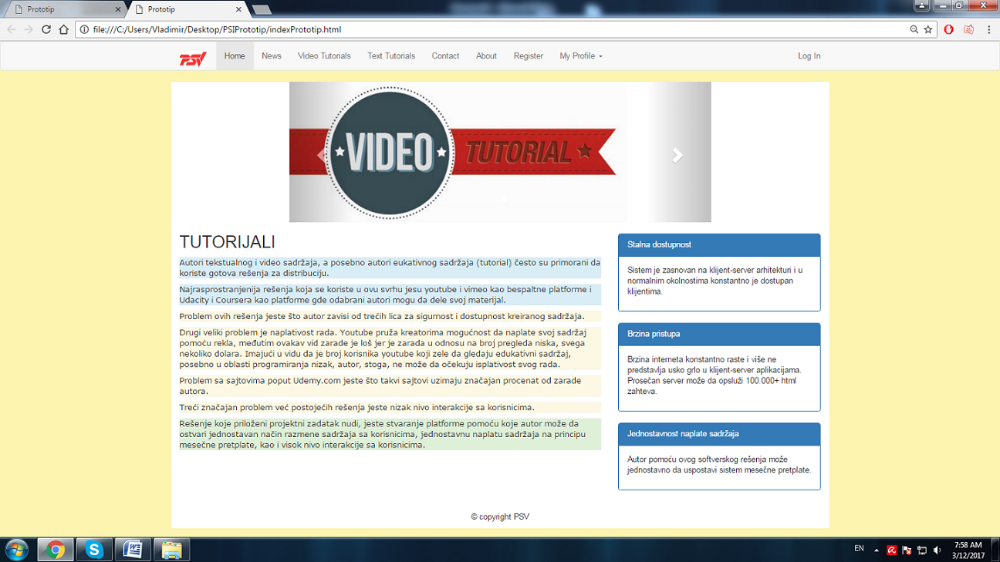 Prototip
Prototip
file:///C:/Users/Vladimir/Desktop/PSIPrototip/indexPrototip.html
PSV
Home
News
Video Tutorials
Text Tutorials
Contact
About
Register
My Profile
Log In
VIDEO
TUTORIAL
TUTORIJALI
Autori tekstualnog i video sadržaja, a posebno autori eukativnog sadržaja (tutorial) često su primorani da
koriste gotova rešenja za distribuciju.
Najrasprostranjenija rešenja koja se koriste u ovu svrhu jesu youtube i vimeo kao bespaltne platforme i
Udacity i Coursera kao platforme gde odabrani autori mogu da dele svoj materijal.
Problem ovih rešenja jeste što autor zavisi od trećih lica za sigurnost i dostupnost kreiranog sadržaja.
Drugi veliki problem je naplativost rada. Youtube pruža kreatorima mogućnost da naplate svoj sadržaj
pomoću rekla, međutim ovakav vid zarade je loš jer je zarada u odnosu na broj pregleda niska, svega
nekoliko dolara. Imajući u vidu da je broj korisnika youtube koji zele da gledaju edukativni sadržaj,
posebno u oblasti programiranja nizak, autor, stoga, ne može da očekuju isplativost svog rada.
Problem sa sajtovima poput Udemy.com jeste što takvi sajtovi uzimaju značajan procenat od zarade
autora.
Treći značajan problem već postojećih rešenja jeste nizak nivo interakcije sa korisnicima.
Rešenje koje priloženi projektni zadatak nudi, jeste stvaranje platforme pomoću koje autor može da
ostvari jednostavan način razmene sadržaja sa korisnicima, jednostavnu naplatu sadržaja na principu
mesečne pretplate, kao i visok nivo interakcije sa korisnicima.
Stalna dostupnost
Sistem je zasnovan na klijent-server arhitekturi i u
normalnim okolnostima konstantno je dostupan
klijentima.
Brzina pristupa
Brzina interneta konstantno raste i više ne
predstavlja usko grlo u klijent-server aplikacijama.
Prosečan server može da opsluži 100.000+ html
zahteva.
Jednostavnost naplate sadržaja
Autor pomoću ovog softverskog rešenja može
jednostavno da uspostavi sistem mesečne pretplate.
© copyright PSV
EN
7:58 AM
3/12/2017